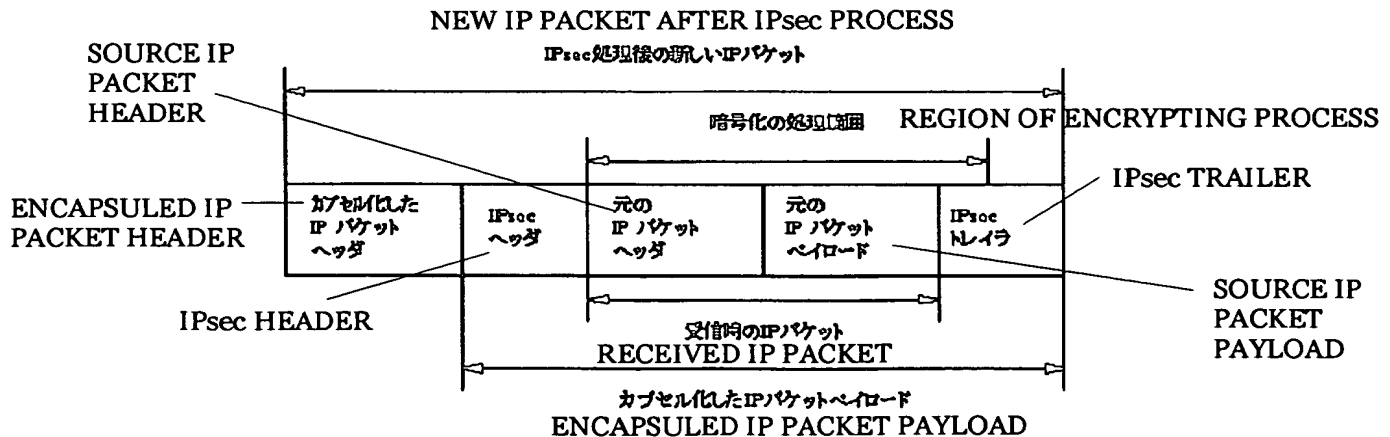 NEW IP PACKET AFTER IPsec PROCESS
IPsec処理後の新しいIPパケット
SOURCE IP
PACKET
HEADER
暗号化の処理範囲
REGION OF ENCRYPTING PROCESS
IPsec TRAILER
ENCAPSULED IP
PACKET HEADER
カプセル化した
IP パケット
ヘッダ
IPsec
ヘッダ
元の
IP パケット
ヘッダ
元の
IP パケット
ペイロード
IPsec
トレイラ
IPsec HEADER
SOURCE IP
PACKET
PAYLOAD
受信時のIPパケット
RECEIVED IP PACKET
カプセル化したIPパケットペイロード
ENCAPSULED IP PACKET PAYLOAD